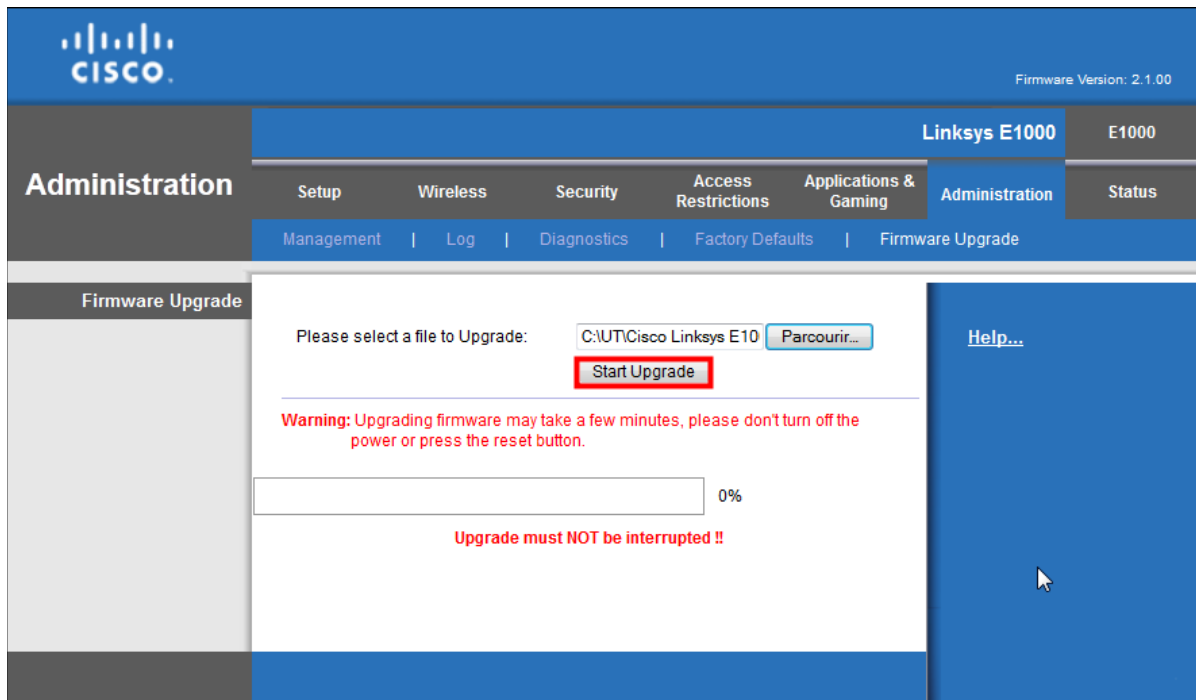 CISCO.
Firmware Version: 2.1.00
Linksys E1000
E1000
Administration
Setup
Wireless
Security
Access Restrictions
Applications & Gaming
Administration
Status
Management | Log | Diagnostics | Factory Defaults | Firmware Upgrade
Firmware Upgrade
Please select a file to Upgrade: C:\UT\Cisco Linksys E10 Parcourir...
Start Upgrade
Help...
Warning: Upgrading firmware may take a few minutes, please don't turn off the
power or press the reset button.
0%
Upgrade must NOT be interrupted !!